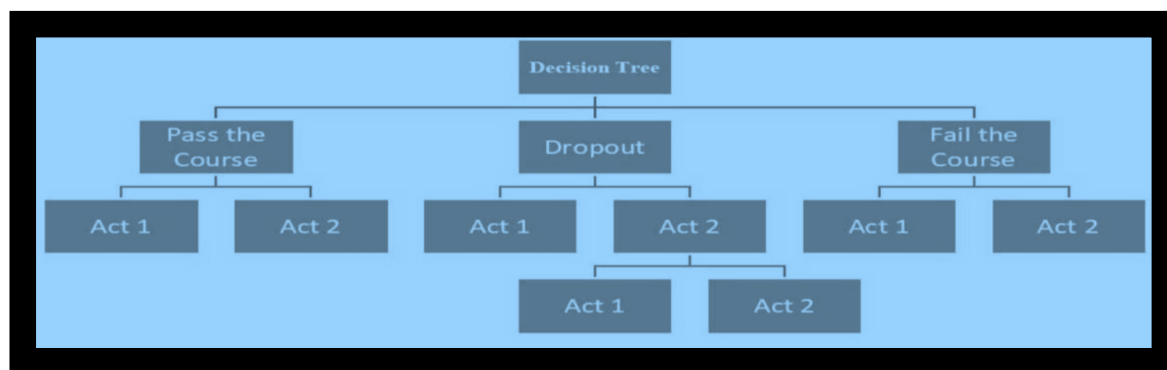 Decision Tree
Pass the
Course
Dropout
Fail the
Course
Act 1
Act 2
Act 1
Act 2
Act 1
Act 2
Act 1
Act 2